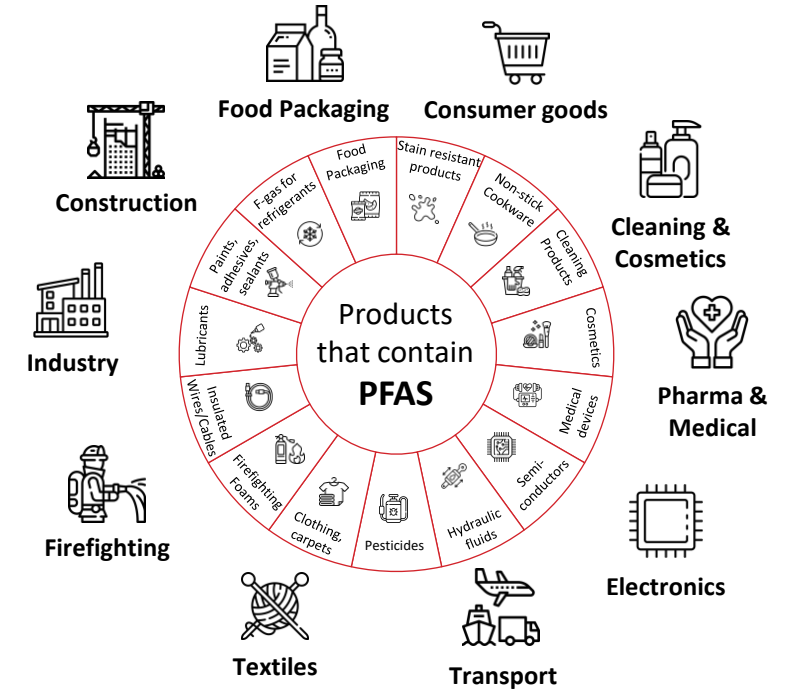 Food Packaging
Consumer goods
Construction
Cleaning &
Cosmetics
Industry
Pharma &
Medical
Firefighting
Electronics
Textiles
Transport
Products
that contain
PFAS
Stain resistant
products
Non-stick
Cookware
Cleaning
Products
Cosmetics
Medical
devices
Semi-
conductors
Hydraulic
fluids
Pesticides
Clothing,
carpets
Firefighting
Foams
Insulated
Wires/Cables
Lubricants
Paints,
adhesives,
sealants
F-gas for
refrigerants
Food
Packaging